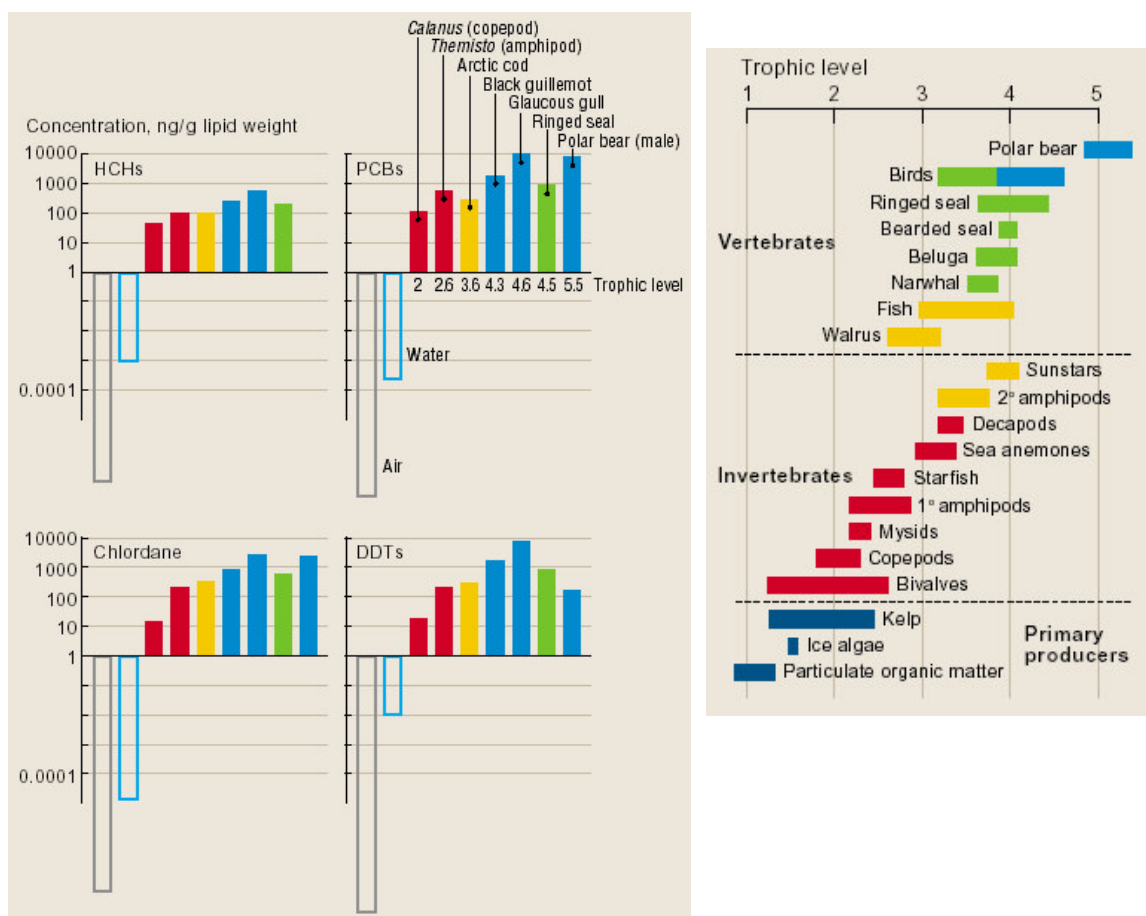 Calanus (copepod)
Themisto (amphipod)
Arctic cod
Black guillemot
Glaucous gull
Ringed seal
Polar bear (male)
Concentration, ng/g lipid weight
10000
1000
100
10
1
0.0001
HCHs
PCBs
2 2.6 3.6 4.3 4.6 4.5 5.5 Trophic level
Water
Air
10000
1000
100
10
1
0.0001
Chlordane
DDTs
Trophic level
1 2 3 4 5
Polar bear
Birds
Ringed seal
Bearded seal
Vertebrates
Beluga
Narwhal
Fish
Walrus
Sunstars
2° amphipods
Decapods
Sea anemones
Invertebrates
Starfish
1° amphipods
Mysids
Copepods
Bivalves
Kelp
Primary
producers
Ice algae
Particulate organic matter